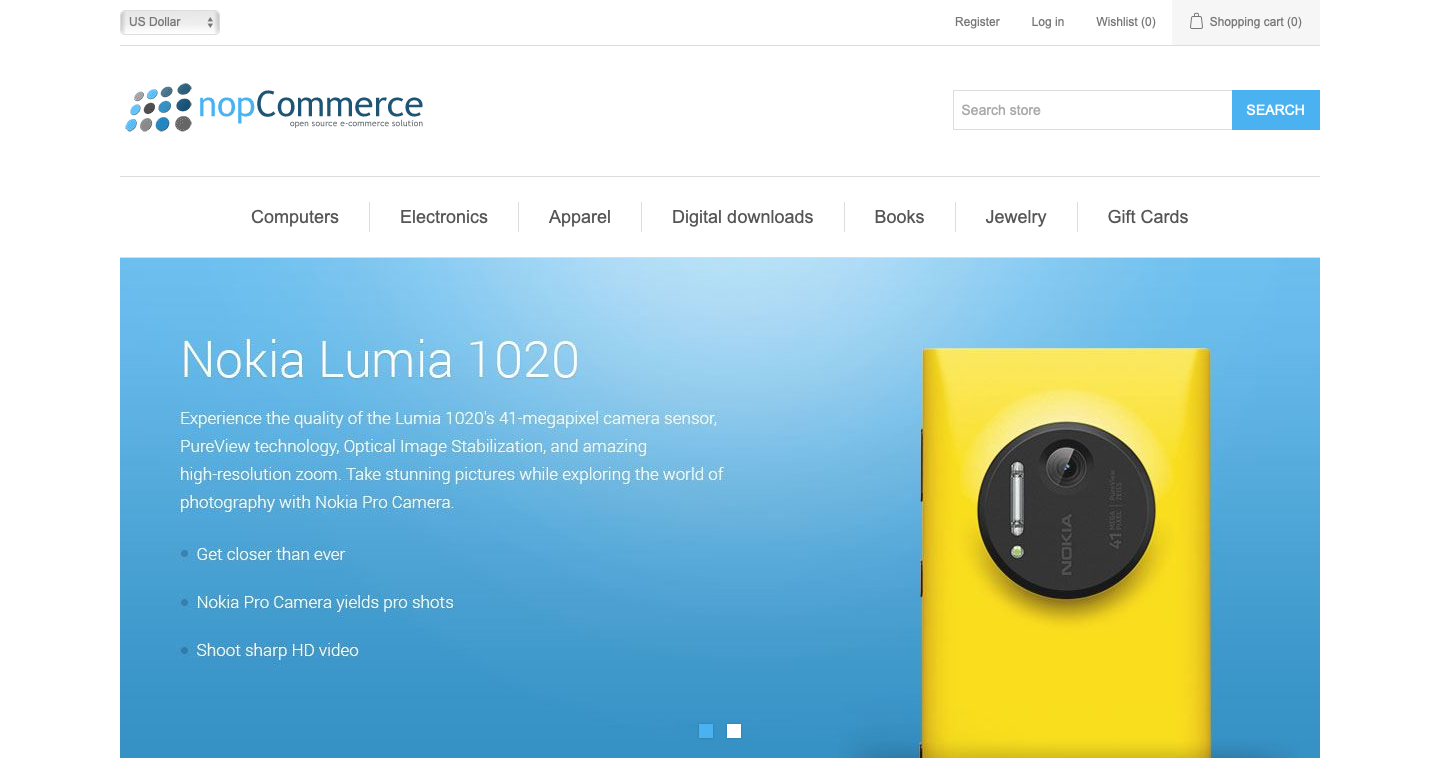 US Dollar
Register
Log in
Wishlist (0)
Shopping cart (0)
nopCommerce
open source e-commerce solution
Search store
SEARCH
Computers
Electronics
Apparel
Digital downloads
Books
Jewelry
Gift Cards
Nokia Lumia 1020
Experience the quality of the Lumia 1020's 41-megapixel camera sensor,
PureView technology, Optical Image Stabilization, and amazing
high-resolution zoom. Take stunning pictures while exploring the world of
photography with Nokia Pro Camera.
Get closer than ever
Nokia Pro Camera yields pro shots
Shoot sharp HD video
NOKIA
41 MEGA PIXEL
PureView
ZEISS